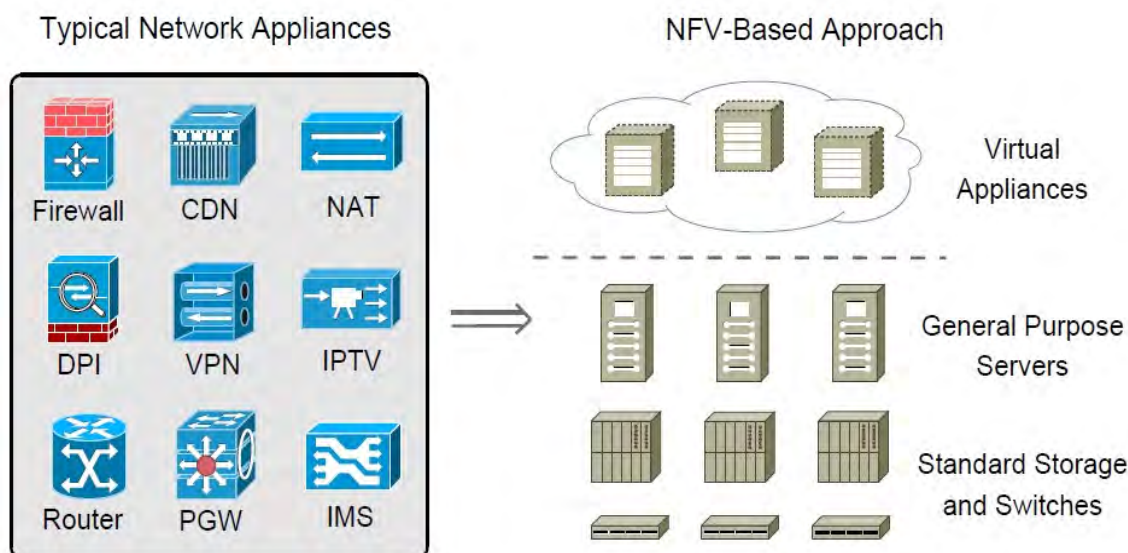 Typical Network Appliances
Firewall CDN NAT
DPI VPN IPTV
Router PGW IMS
NFV-Based Approach
Virtual
Appliances
General Purpose
Servers
Standard Storage
and Switches